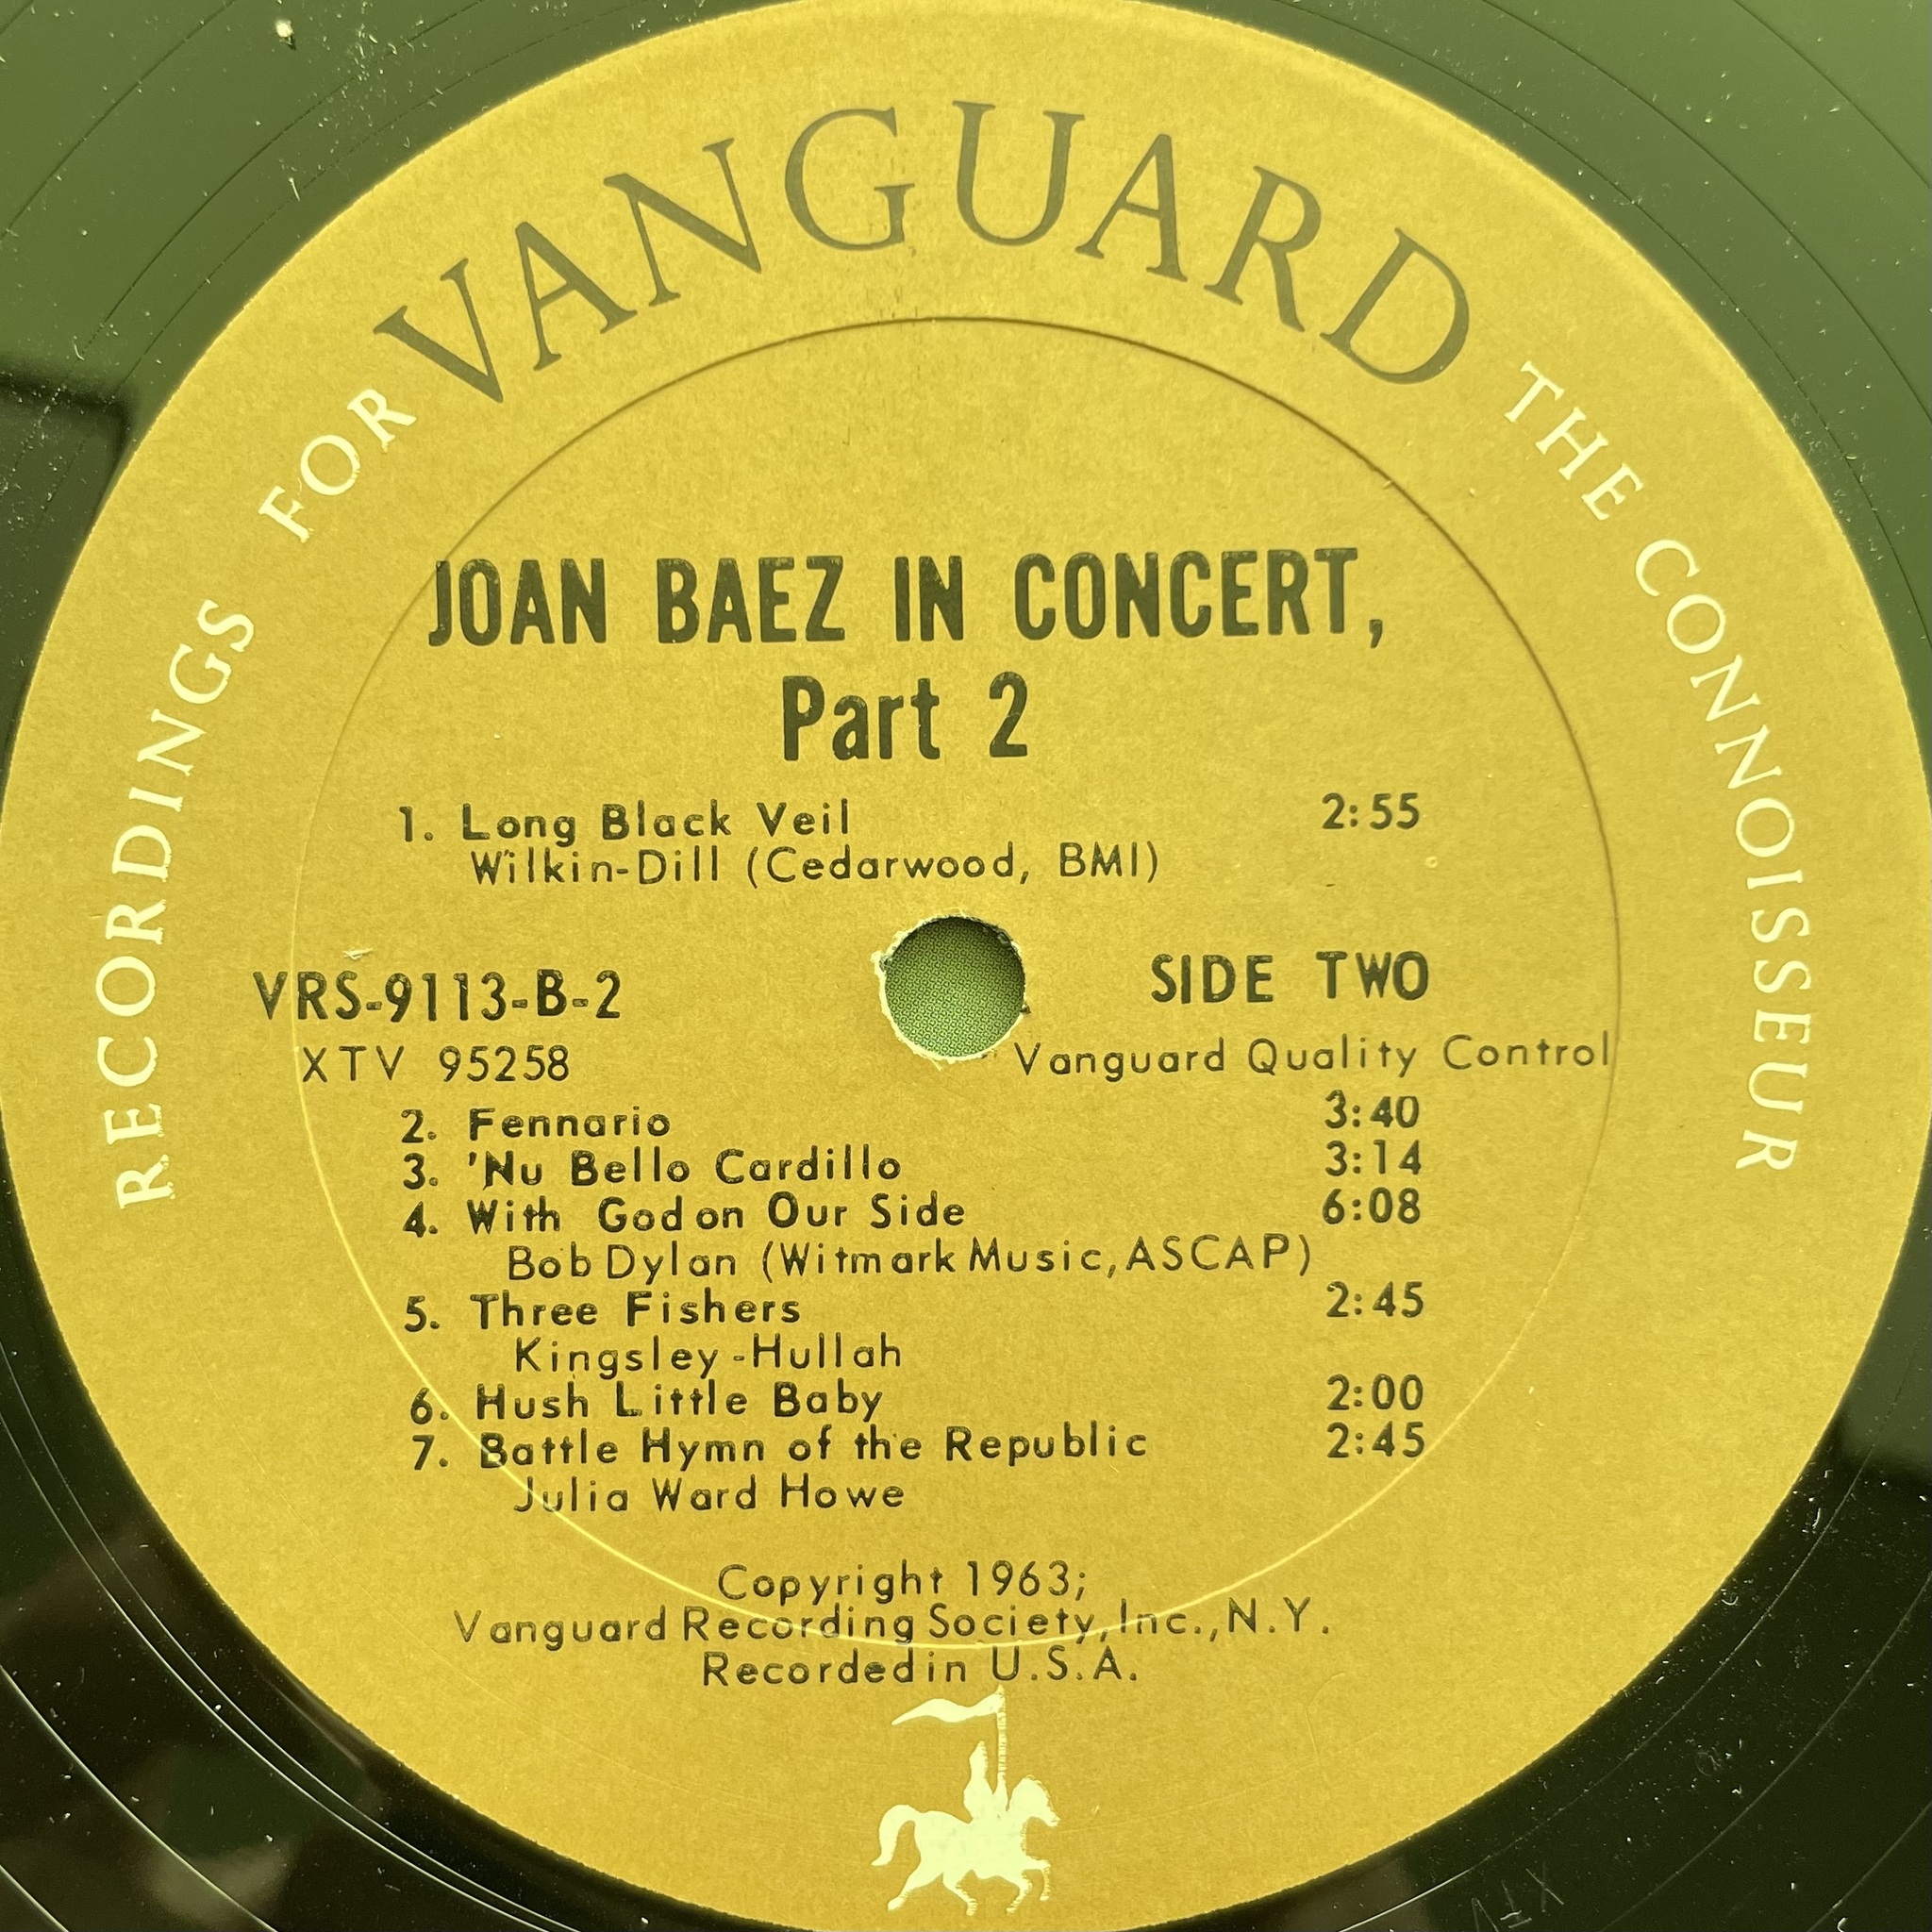 RECORDINGS FOR VANGUARD THE CONNOISSEUR
JOAN BAEZ IN CONCERT,
Part 2
1. Long Black Veil 2:55
Wilkin-Dill (Cedarwood, BMI)
VRS-9113-B-2 SIDE TWO
XTV 95258 Vanguard Quality Control
2. Fennario 3:40
3. 'Nu Bello Cardillo 3:14
4. With God on Our Side 6:08
Bob Dylan (Witmark Music, ASCAP)
5. Three Fishers 2:45
Kingsley-Hullah
6. Hush Little Baby 2:00
7. Battle Hymn of the Republic 2:45
Julia Ward Howe
Copyright 1963;
Vanguard Recording Society, Inc., N.Y.
Recorded in U.S.A.